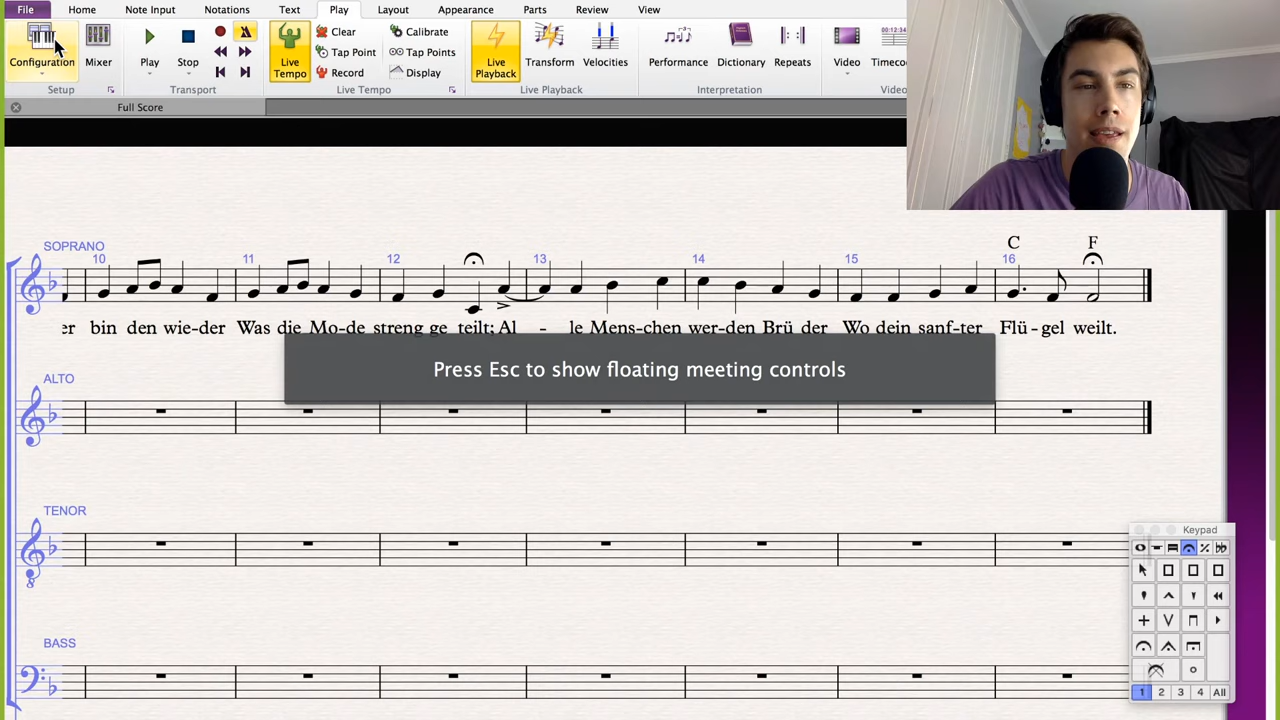 File Home Note Input Notations Text Play Layout Appearance Parts Review View
Configuration Mixer Play Stop Live Tempo Clear Tap Point Record Calibrate Tap Points Display Live Playback Transform Velocities Performance Dictionary Repeats Video Timecod
Setup Transport Live Tempo Live Playback Interpretation Video
Full Score
C F
SOPRANO
10 11 12 13 14 15 16
er bin den wie-der Was die Mo-de streng ge teilt; Al - le Mens-chen wer-den Brü der Wo dein sanf-ter Flü-gel weilt.
Press Esc to show floating meeting controls
ALTO
TENOR
8
Keypad
BASS
1 2 3 4 All